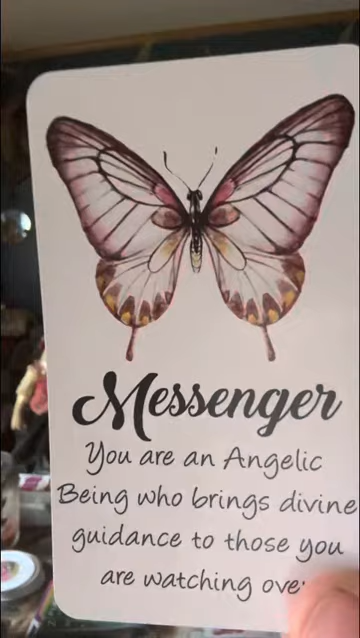 Messenger
You are an Angelic
Being who brings divine
guidance to those you
are watching